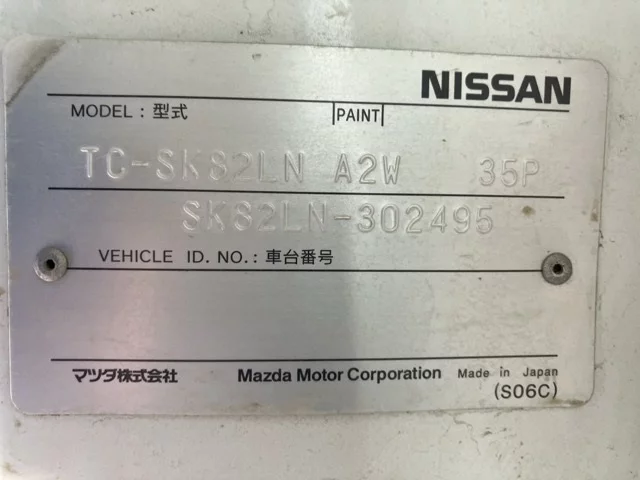 NISSAN
MODEL : 型式 PAINT
TC-SK82LN A2W 35P
SK82LN-302495
VEHICLE ID. NO. : 車台番号
マツダ株式会社 Mazda Motor Corporation Made in Japan
(S06C)